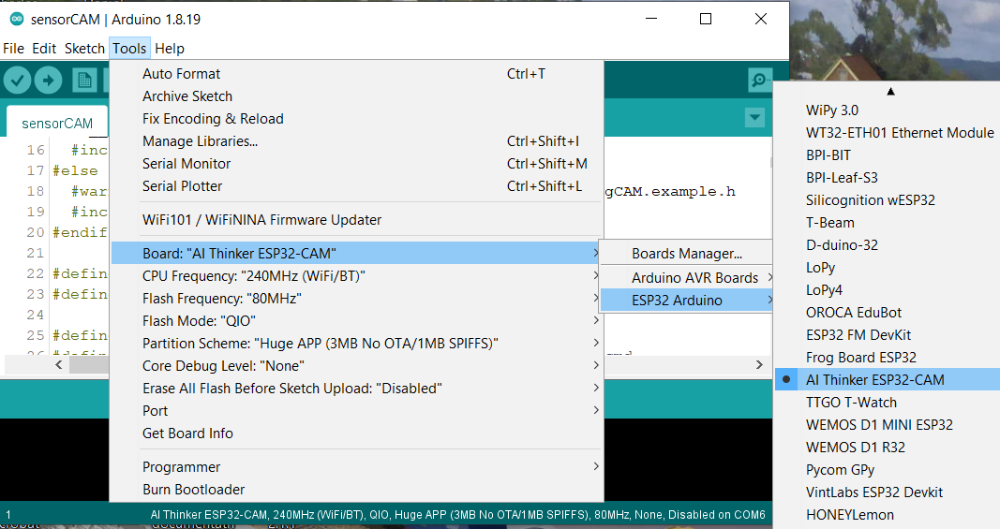 sensorCAM | Arduino 1.8.19
File Edit Sketch Tools Help
sensorCAM
16 #inc
17 #else
18 #war
gCAM.example.h
19 #inc
20 #endif
21
22 #defin
23 #defin
24
25 #defin
Auto Format Ctrl+T
Archive Sketch
Fix Encoding & Reload
Manage Libraries... Ctrl+Shift+I
Serial Monitor Ctrl+Shift+M
Serial Plotter Ctrl+Shift+L
WiFi101 / WiFiNINA Firmware Updater
Board: "AI Thinker ESP32-CAM"
CPU Frequency: "240MHz (WiFi/BT)"
Flash Frequency: "80MHz"
Flash Mode: "QIO"
Partition Scheme: "Huge APP (3MB No OTA/1MB SPIFFS)"
Core Debug Level: "None"
Erase All Flash Before Sketch Upload: "Disabled"
Port
Get Board Info
Programmer
Burn Bootloader
Boards Manager...
Arduino AVR Boards
ESP32 Arduino
WiPy 3.0
WT32-ETH01 Ethernet Module
BPI-BIT
BPI-Leaf-S3
Silicognition wESP32
T-Beam
D-duino-32
LoPy
LoPy4
OROCA EduBot
ESP32 FM DevKit
Frog Board ESP32
AI Thinker ESP32-CAM
TTGO T-Watch
WEMOS D1 MINI ESP32
WEMOS D1 R32
Pycom GPy
VintLabs ESP32 Devkit
HONEYLemon
1 AI Thinker ESP32-CAM, 240MHz (WiFi/BT), QIO, Huge APP (3MB No OTA/1MB SPIFFS), 80MHz, None, Disabled on COM6